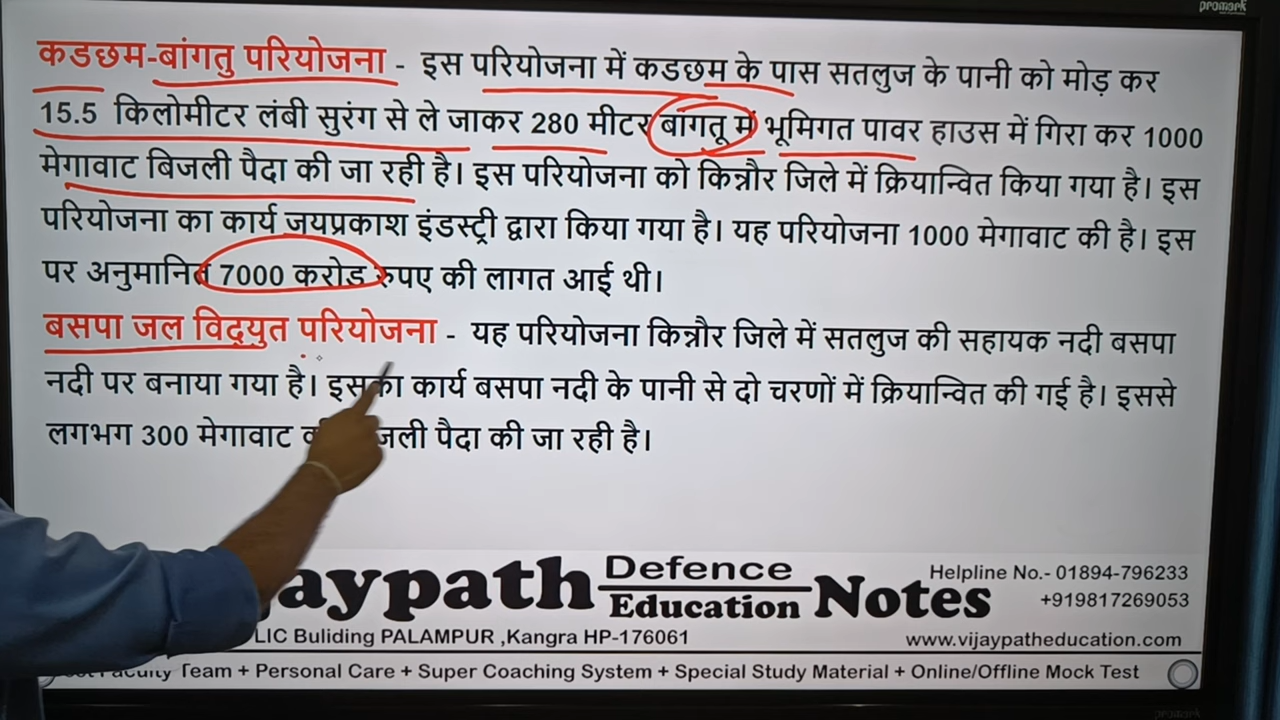 promark
कडछम-बांगतु परियोजना - इस परियोजना में कडछम के पास सतलुज के पानी को मोड़ कर
15.5 किलोमीटर लंबी सुरंग से ले जाकर 280 मीटर बांगतू में भूमिगत पावर हाउस में गिरा कर 1000
मेगावाट बिजली पैदा की जा रही है। इस परियोजना को किन्नौर जिले में क्रियान्वित किया गया है। इस
परियोजना का कार्य जयप्रकाश इंडस्ट्री द्वारा किया गया है। यह परियोजना 1000 मेगावाट की है। इस
पर अनुमानित 7000 करोड रुपए की लागत आई थी।
बसपा जल विद्युत परियोजना - यह परियोजना किन्नौर जिले में सतलुज की सहायक नदी बसपा
नदी पर बनाया गया है। इसका कार्य बसपा नदी के पानी से दो चरणों में क्रियान्वित की गई है। इससे
लगभग 300 मेगावाट पैदा की जा रही है।
Defence
Education
Notes
Helpline No.- 01894-796233
+919817269053
LIC Buliding PALAMPUR ,Kangra HP-176061
www.vijaypatheducation.com
Team + Personal Care + Super Coaching System + Special Study Material + Online/Offline Mock Test